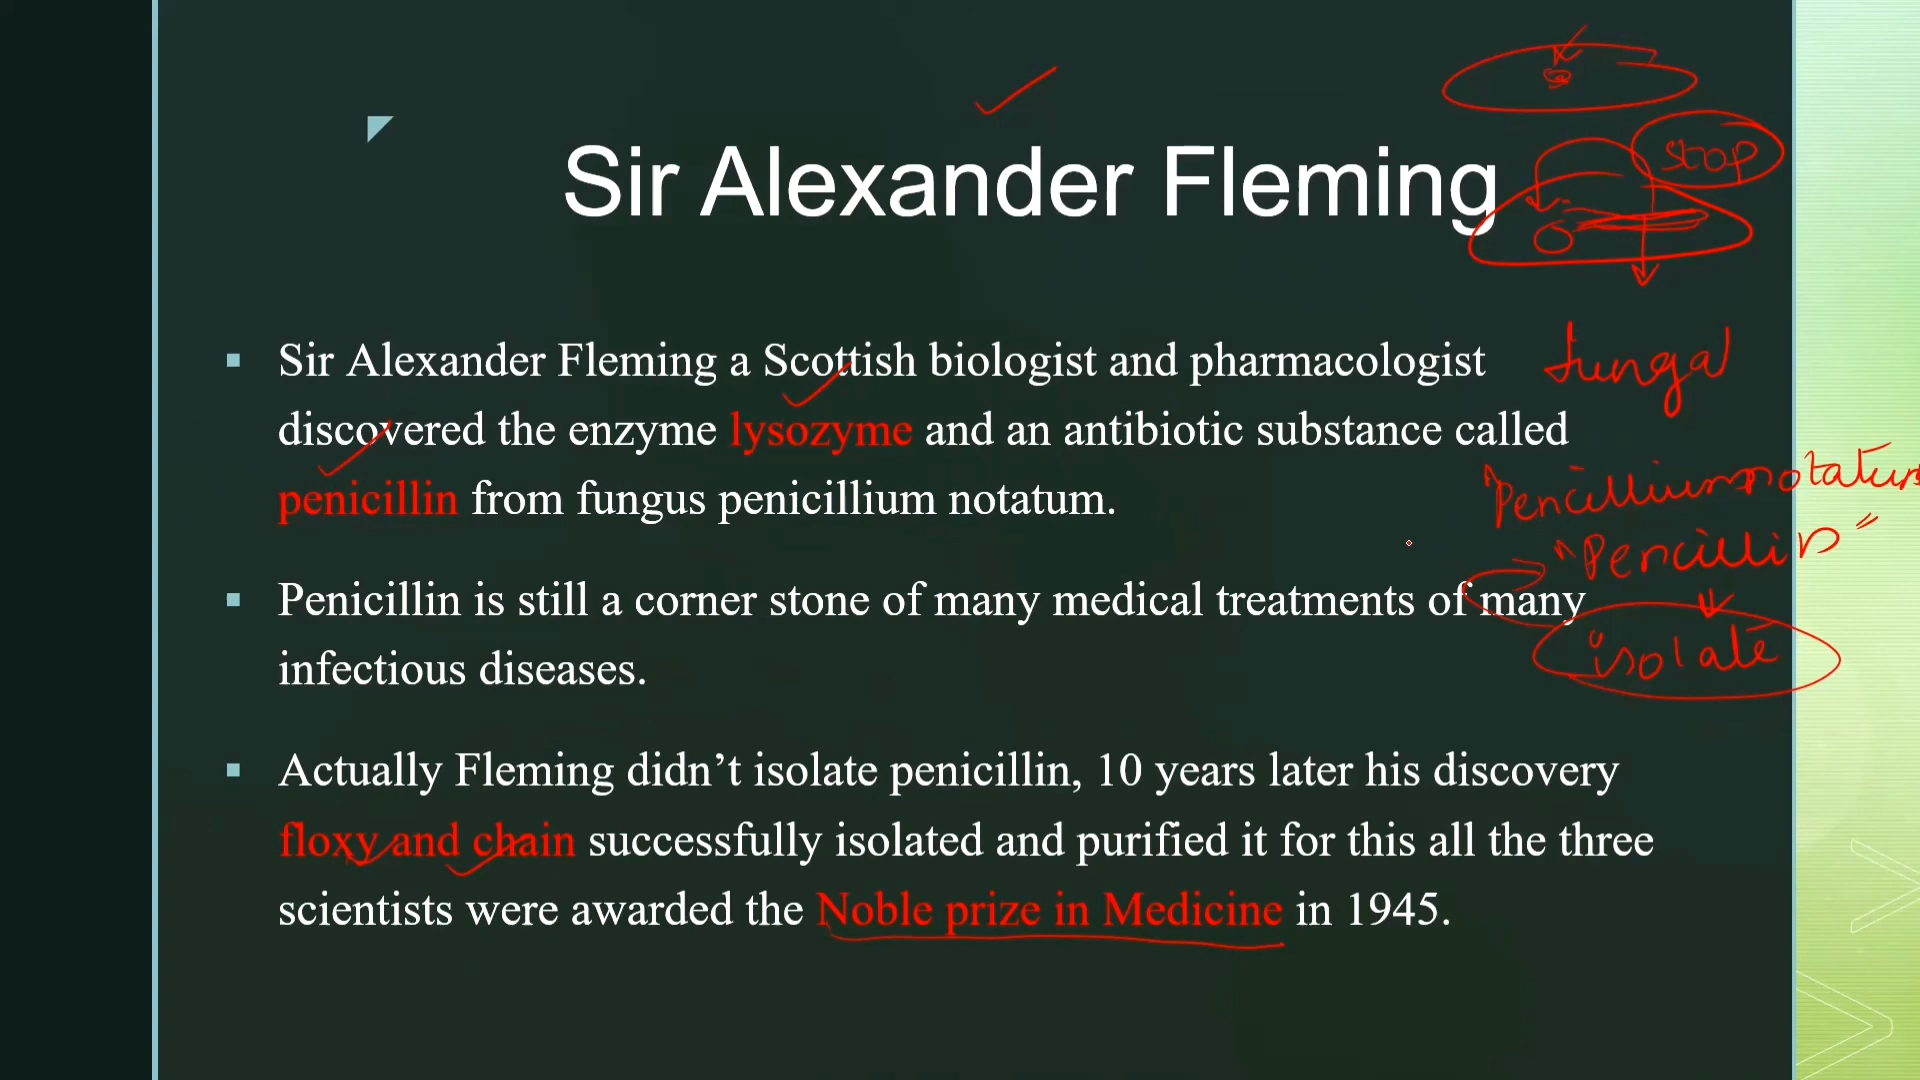 stop
Sir Alexander Fleming
Sir Alexander Fleming a Scottish biologist and pharmacologist
discovered the enzyme lysozyme and an antibiotic substance called
penicillin from fungus penicillium notatum.
fungal
"Pencillium notatum
"Pencillin"
Penicillin is still a corner stone of many medical treatments of many
infectious diseases.
isolate
Actually Fleming didn’t isolate penicillin, 10 years later his discovery
floxy and chain successfully isolated and purified it for this all the three
scientists were awarded the Noble prize in Medicine in 1945.